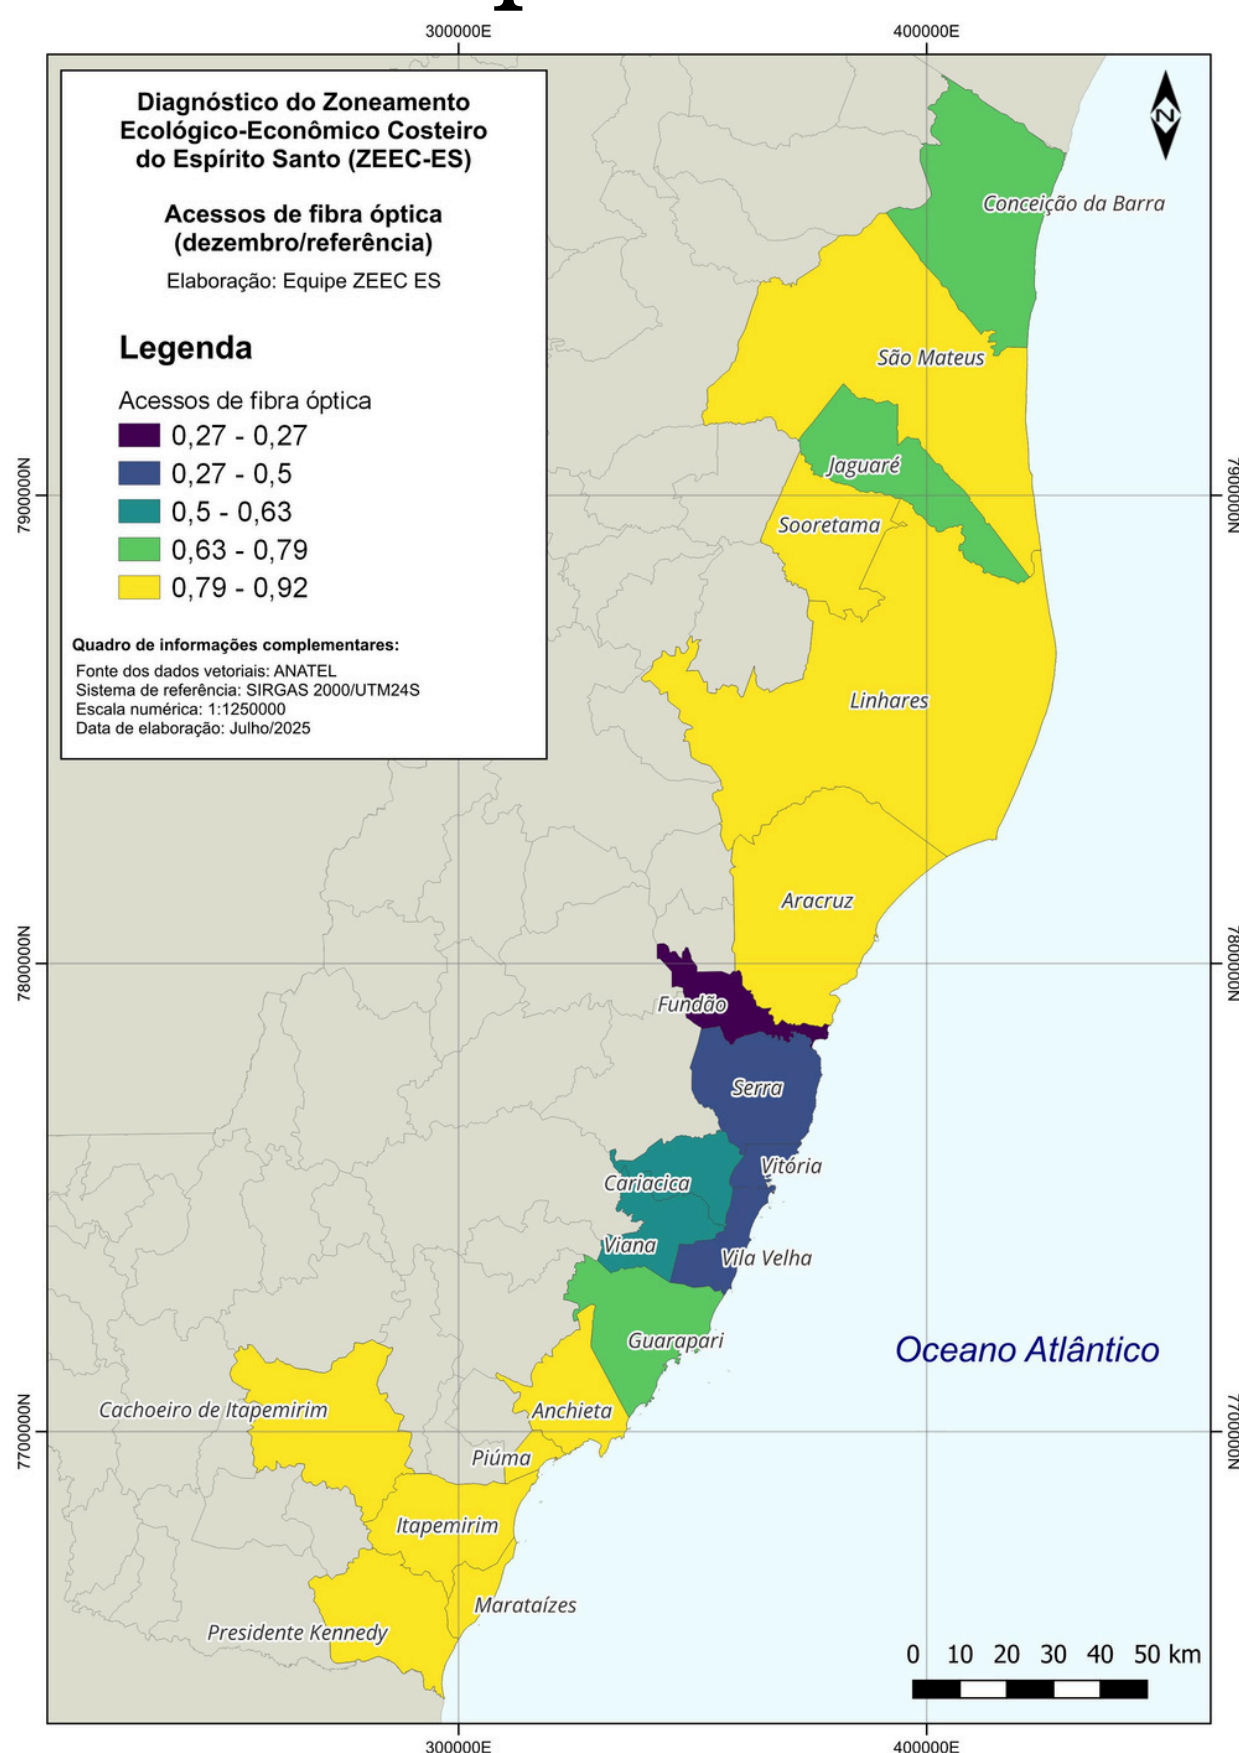 300000E
400000E
Diagnóstico do Zoneamento
Ecológico-Econômico Costeiro
do Espírito Santo (ZEEC-ES)
Acessos de fibra óptica
(dezembro/referência)
Elaboração: Equipe ZEEC ES
Legenda
Acessos de fibra óptica
0,27 - 0,27
0,27 - 0,5
0,5 - 0,63
0,63 - 0,79
0,79 - 0,92
Quadro de informações complementares:
Fonte dos dados vetoriais: ANATEL
Sistema de referência: SIRGAS 2000/UTM24S
Escala numérica: 1:1250000
Data de elaboração: Julho/2025
N
Conceição da Barra
São Mateus
Jaguaré
7900000N
7900000N
Sooretama
Linhares
Aracruz
7800000N
7800000N
Fundão
Serra
Vitória
Cariacica
Viana
Vila Velha
Guarapari
Oceano Atlântico
Cachoeiro de Itapemirim
Anchieta
7700000N
7700000N
Piúma
Itapemirim
Marataízes
Presidente Kennedy
0 10 20 30 40 50 km
300000E
400000E